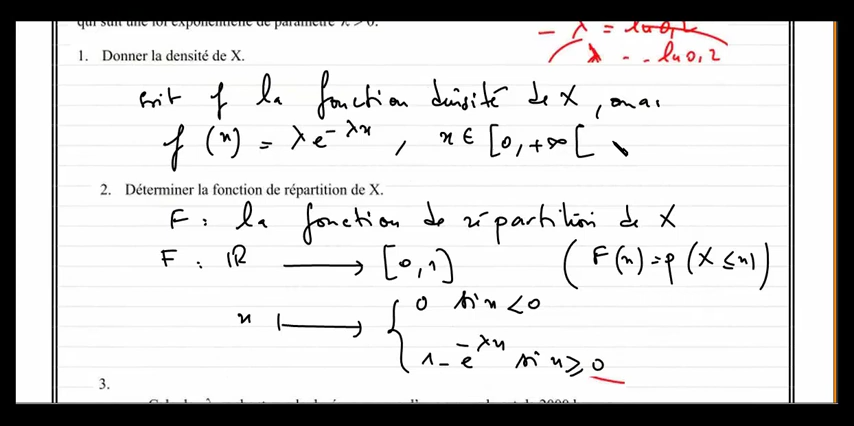 qui suit une loi exponentielle de paramètre λ > 0.
- λ = ln 0,2
λ = - ln 0,2
1. Donner la densité de X.
soit f la fonction densité de X, on a:
f(x) = λe^{-λx}, x ∈ [0, +∞[
2. Déterminer la fonction de répartition de X.
F: la fonction de répartition de X
F: ℝ → [0,1] (F(x) = p(X ≤ x))
x ↦ { 0 si x < 0
1 - e^{-λx} si x ≥ 0
3.